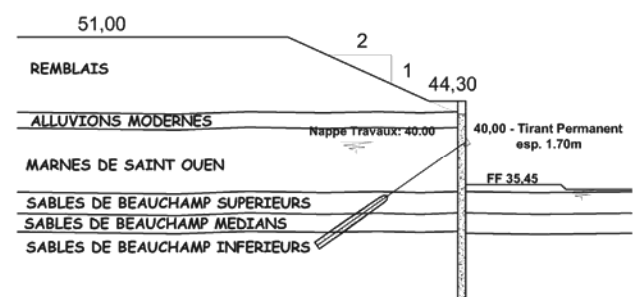 51,00
2
1
REMBLAIS
44,30
ALLUVIONS MODERNES
Nappe Travaux: 40.00
40,00 - Tirant Permanent
esp. 1.70m
MARNES DE SAINT OUEN
FF 35,45
SABLES DE BEAUCHAMP SUPERIEURS
SABLES DE BEAUCHAMP MEDIANS
SABLES DE BEAUCHAMP INFERIEURS